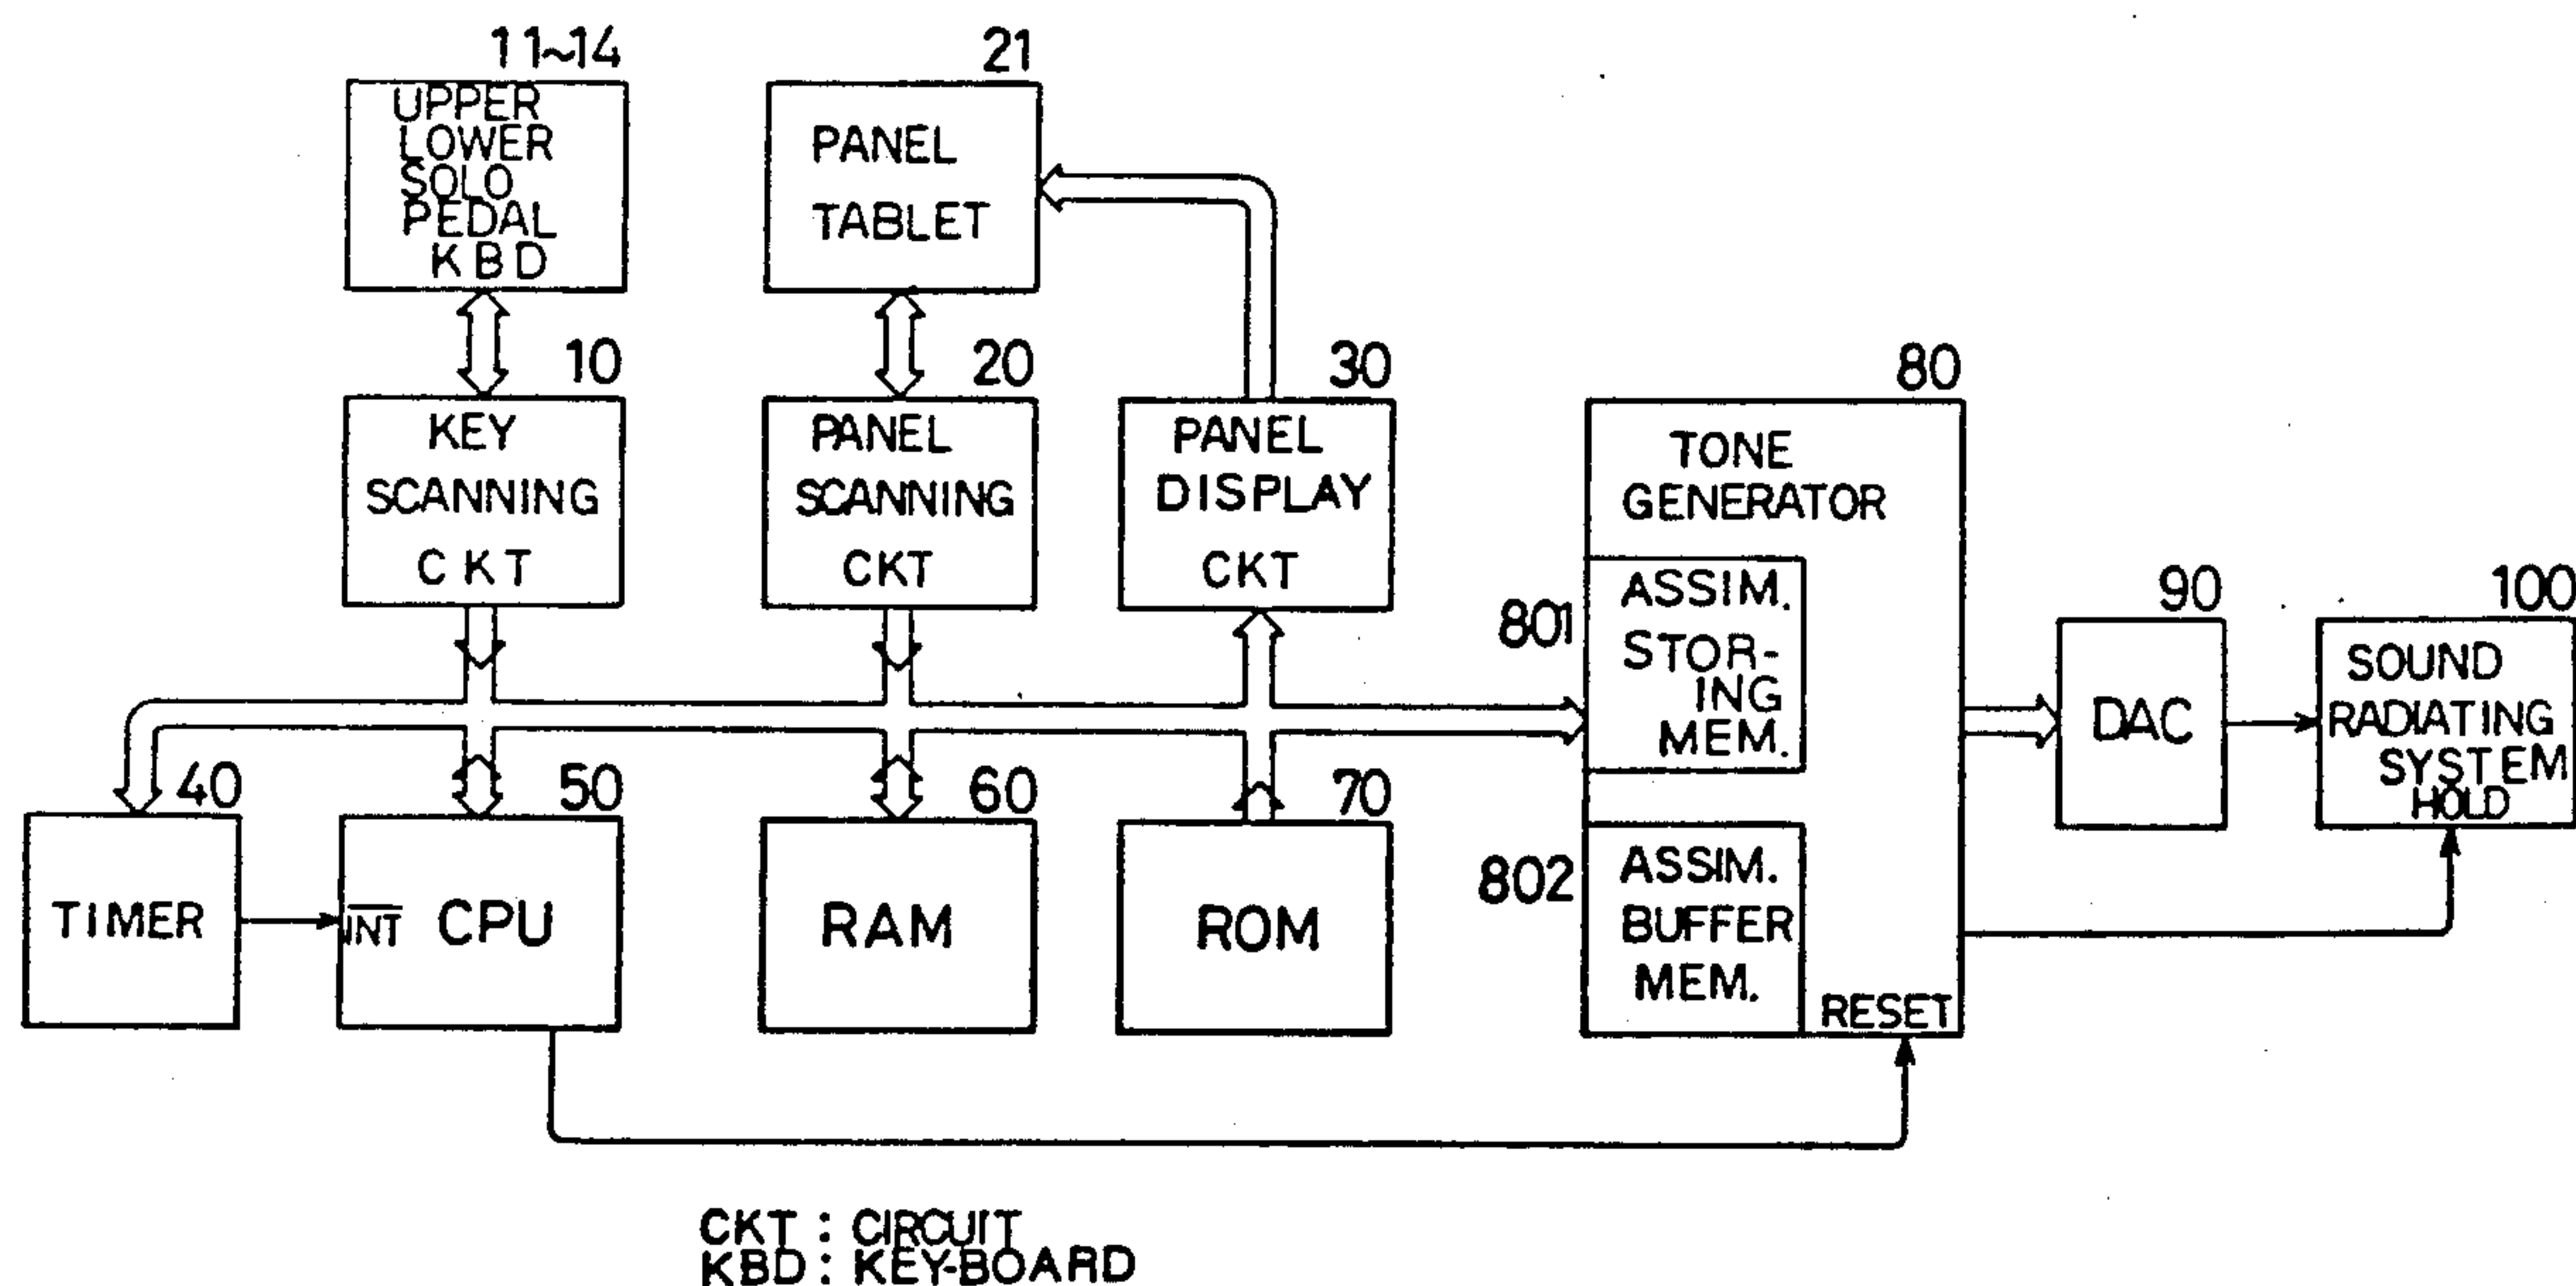 11~14
UPPER
LOWER
SOLO
PEDAL
KBD
21
PANEL
TABLET
10
KEY
SCANNING
CKT
20
PANEL
SCANNING
CKT
30
PANEL
DISPLAY
CKT
80
TONE
GENERATOR
801
ASSIM.
STOR-
ING
MEM.
802
ASSIM.
BUFFER
MEM.
RESET
90
DAC
100
SOUND
RADIATING
SYSTEM
HOLD
40
TIMER
50
INT CPU
60
RAM
70
ROM
CKT : CIRCUIT
KBD : KEY-BOARD